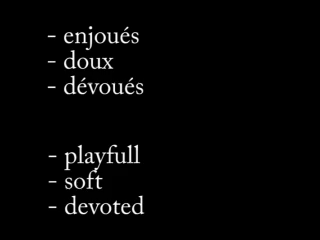 - enjoués
- doux
- dévoués
- playfull
- soft
- devoted